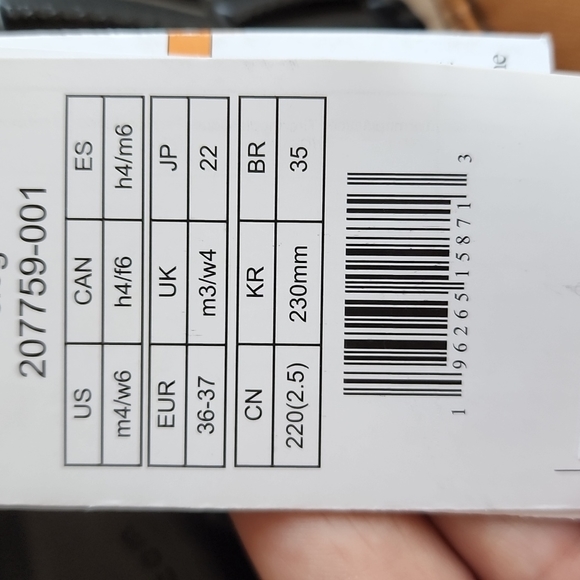 207759-001
US CAN ES
m4/w6 h4/f6 h4/m6
EUR UK JP
36-37 m3/w4 22
CN KR BR
220(2.5) 230mm 35
1 96265 15871 3